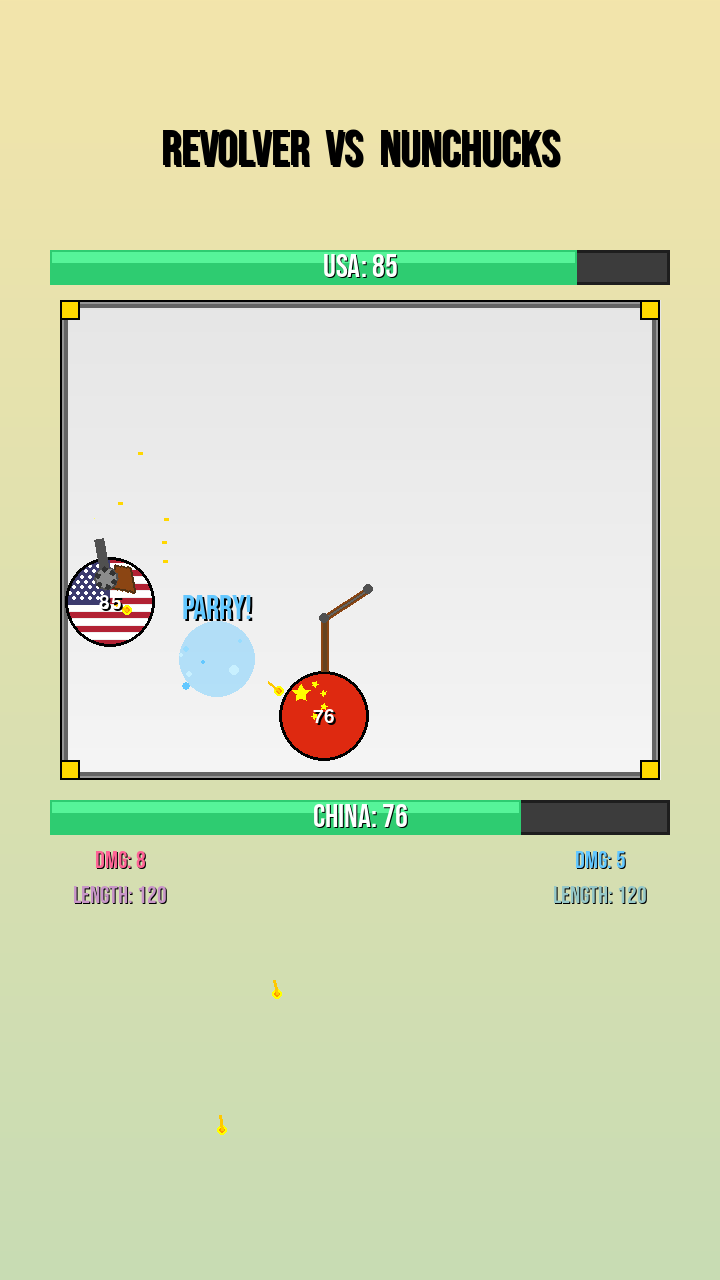 REVOLVER VS NUNCHUCKS
USA: 85
85
PARRY!
76
CHINA: 76
DMG: 8
DMG: 5
LENGTH: 120
LENGTH: 120